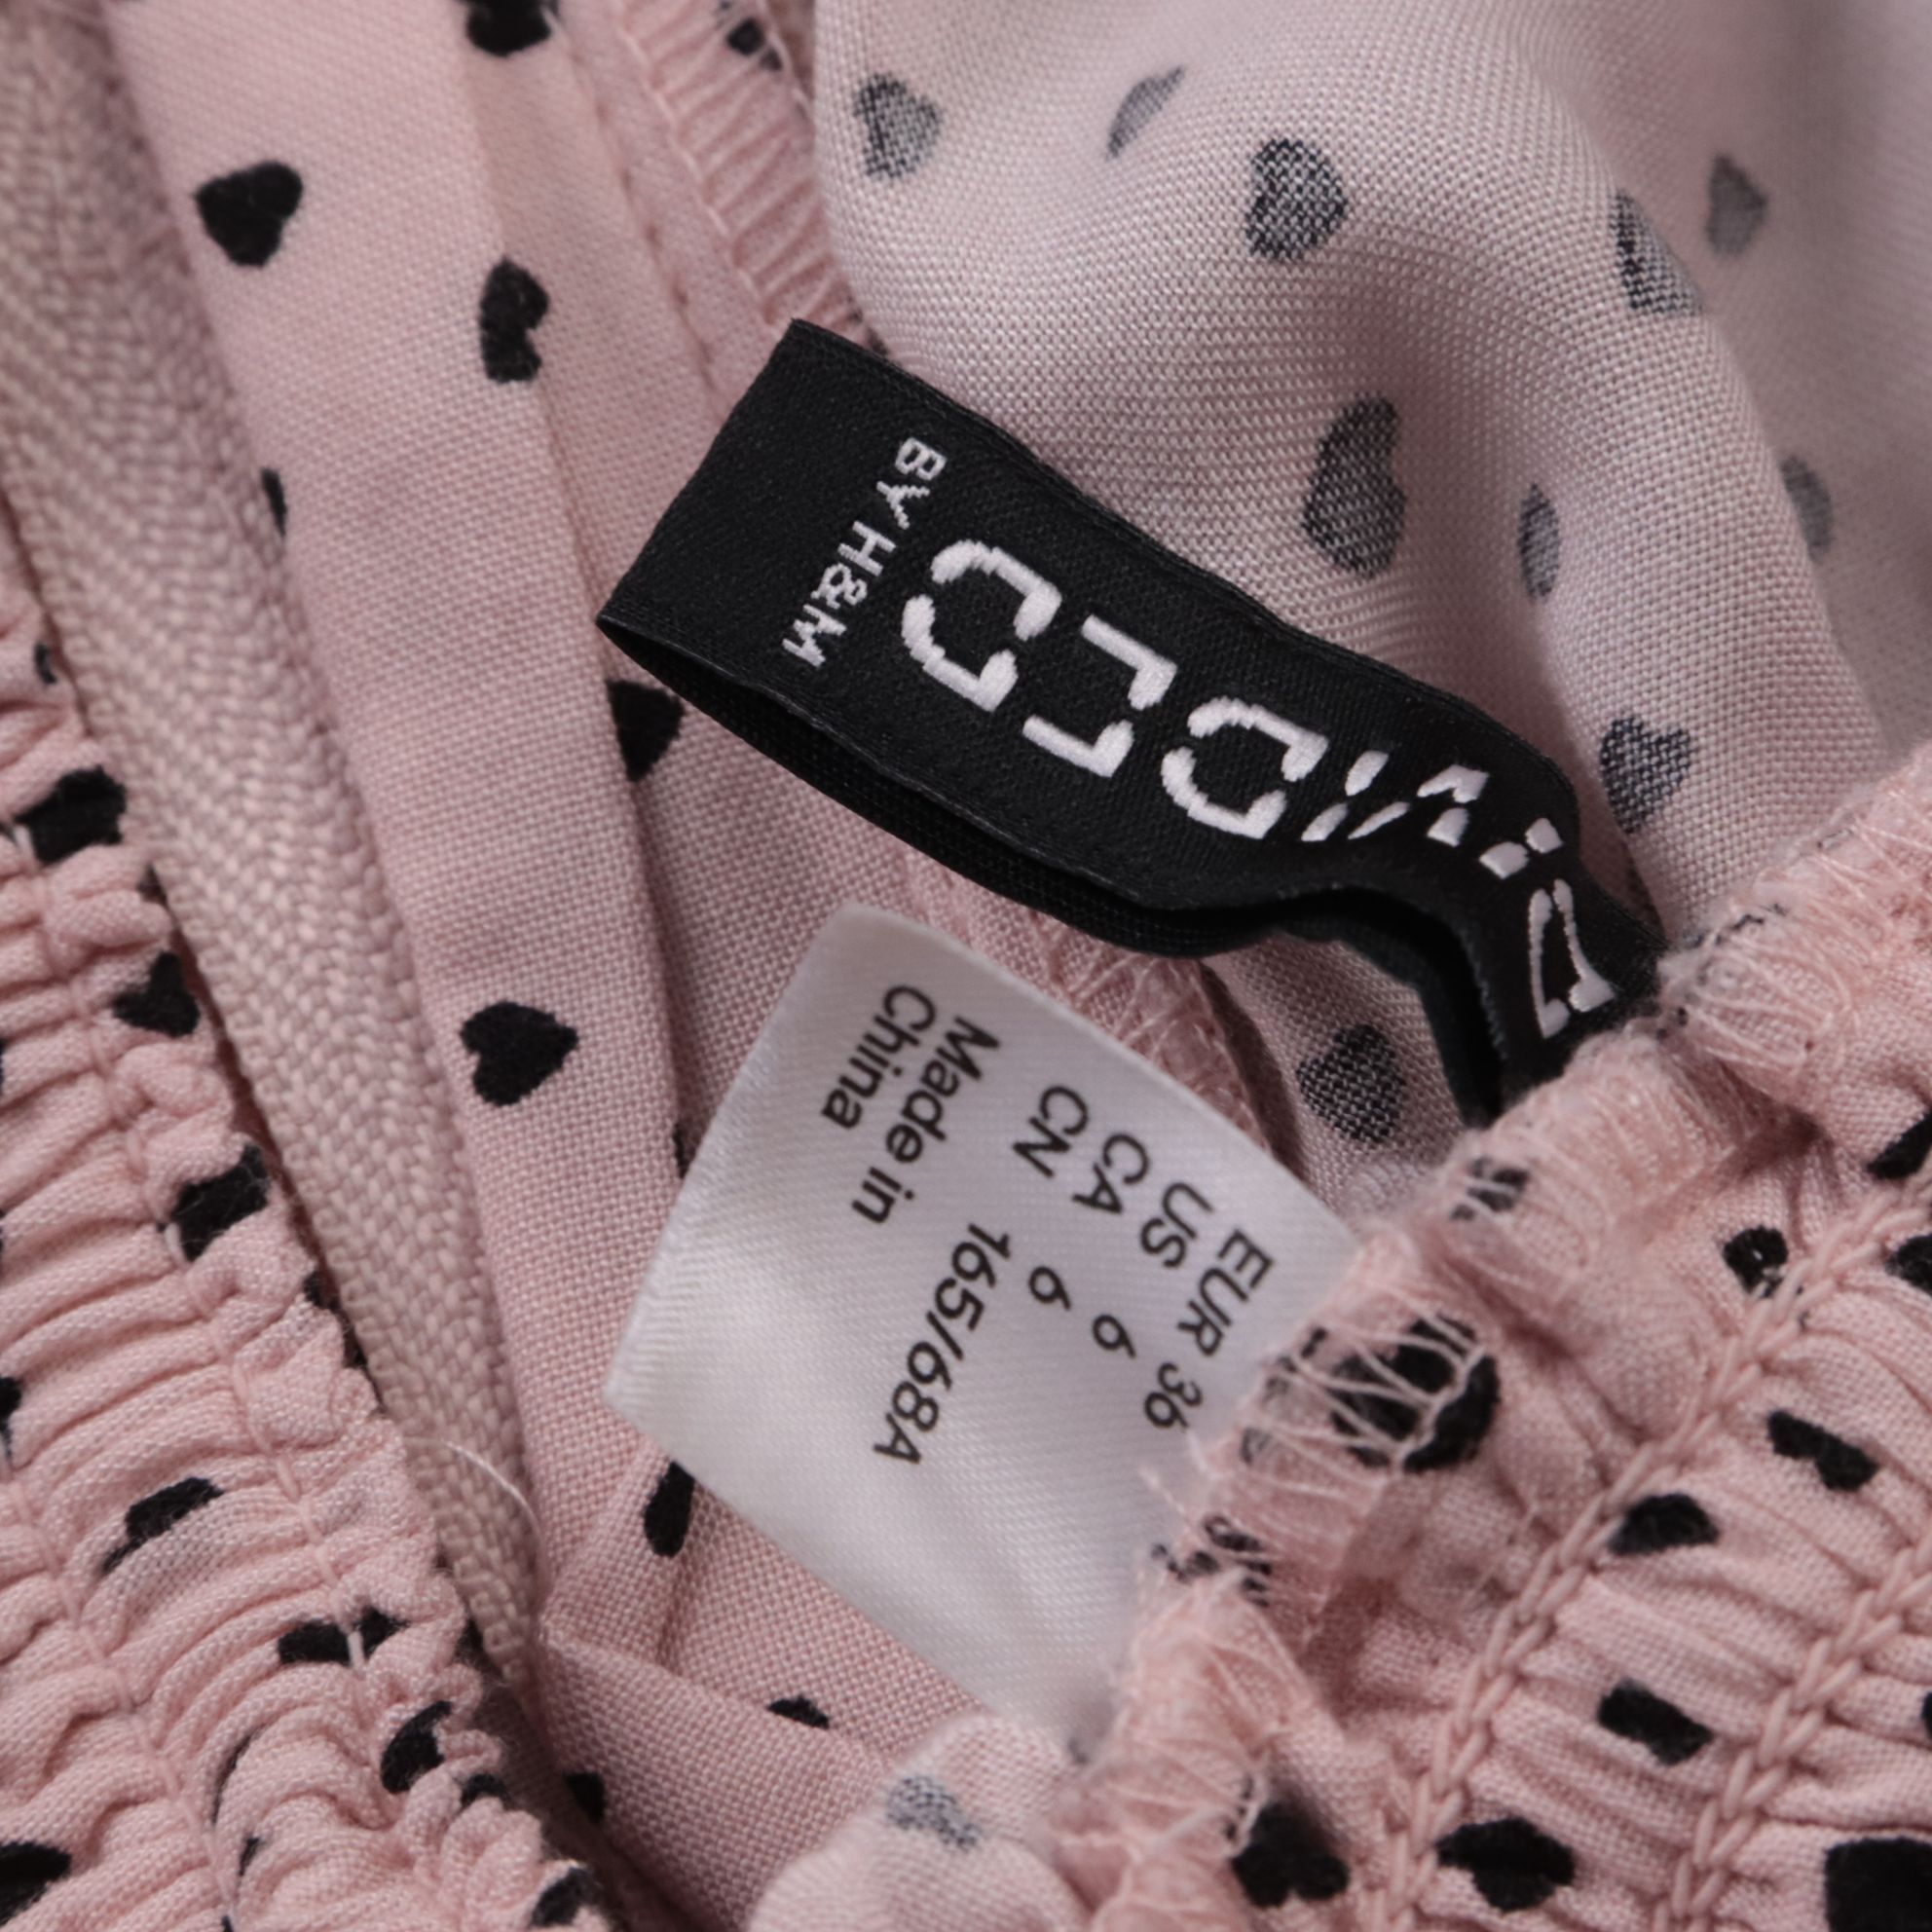 DIVIDED
BY H&M
EUR 36
US 6
CA 6
CN 165/68A
Made in
China